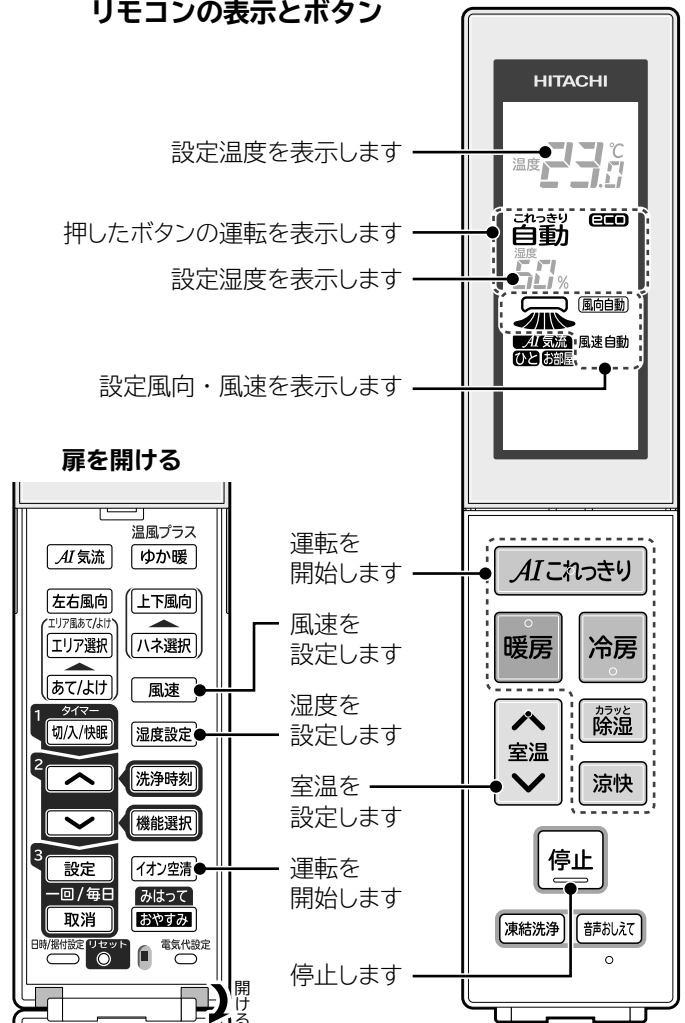 リモコンの表示とボタン
HITACHI
設定温度を表示します
温度 23.0 ℃
押したボタンの運転を表示します
これっきり
自動
eco
設定湿度を表示します
湿度
50%
風向自動
AI 気流
風速自動
ひと お部屋
設定風向・風速を表示します
扉を開ける
温風プラス
AI 気流
ゆか暖
左右風向
上下風向
エリア風あて/よけ
エリア選択
ハネ選択
あて/よけ
風速
1 タイマー
切/入/快眠
湿度設定
2
洗浄時刻
機能選択
3
設定
イオン空清
一回/毎日
みはって
取消
おやすみ
日時/据付設定
リセット
電気代設定
開ける
運転を
開始します
風速を
設定します
湿度を
設定します
室温を
設定します
運転を
開始します
停止します
AIこれっきり
暖房
冷房
室温
カラッと
除湿
涼快
停止
凍結洗浄
音声おしえて